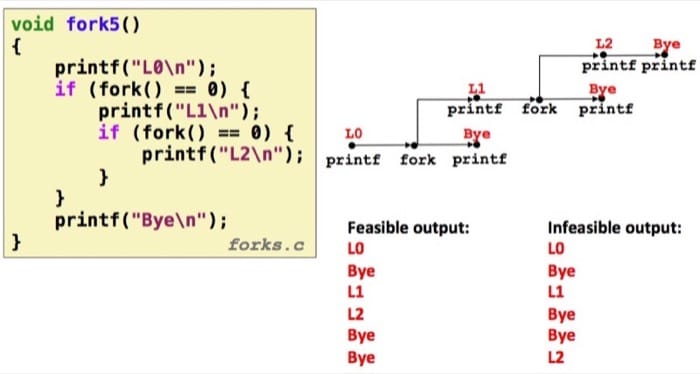 void fork5()
{
    printf("L0\n");
    if (fork() == 0) {
        printf("L1\n");
        if (fork() == 0) {
            printf("L2\n");
        }
    }
    printf("Bye\n");
}
forks.c
L2 Bye
printf printf
L1 Bye
printf fork printf
L0 Bye
printf fork printf
Feasible output:
L0
Bye
L1
L2
Bye
Bye
Infeasible output:
L0
Bye
L1
Bye
Bye
L2